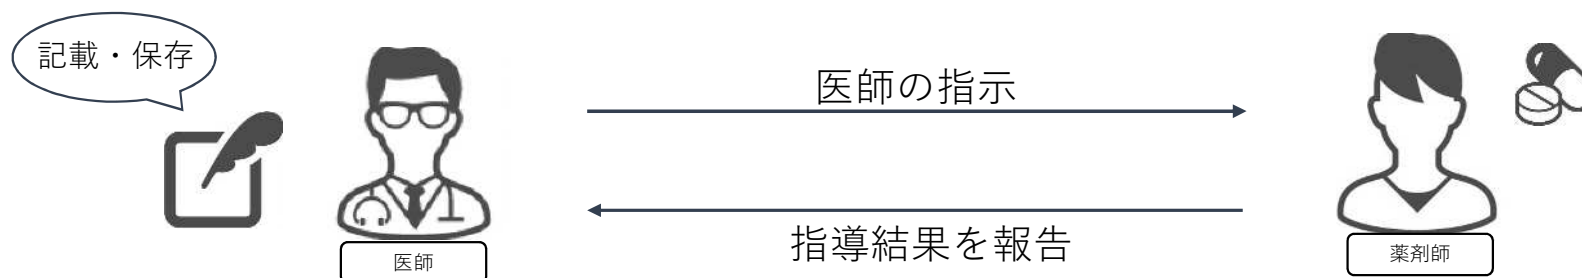 記載・保存
医師の指示
指導結果を報告
医師
薬剤師